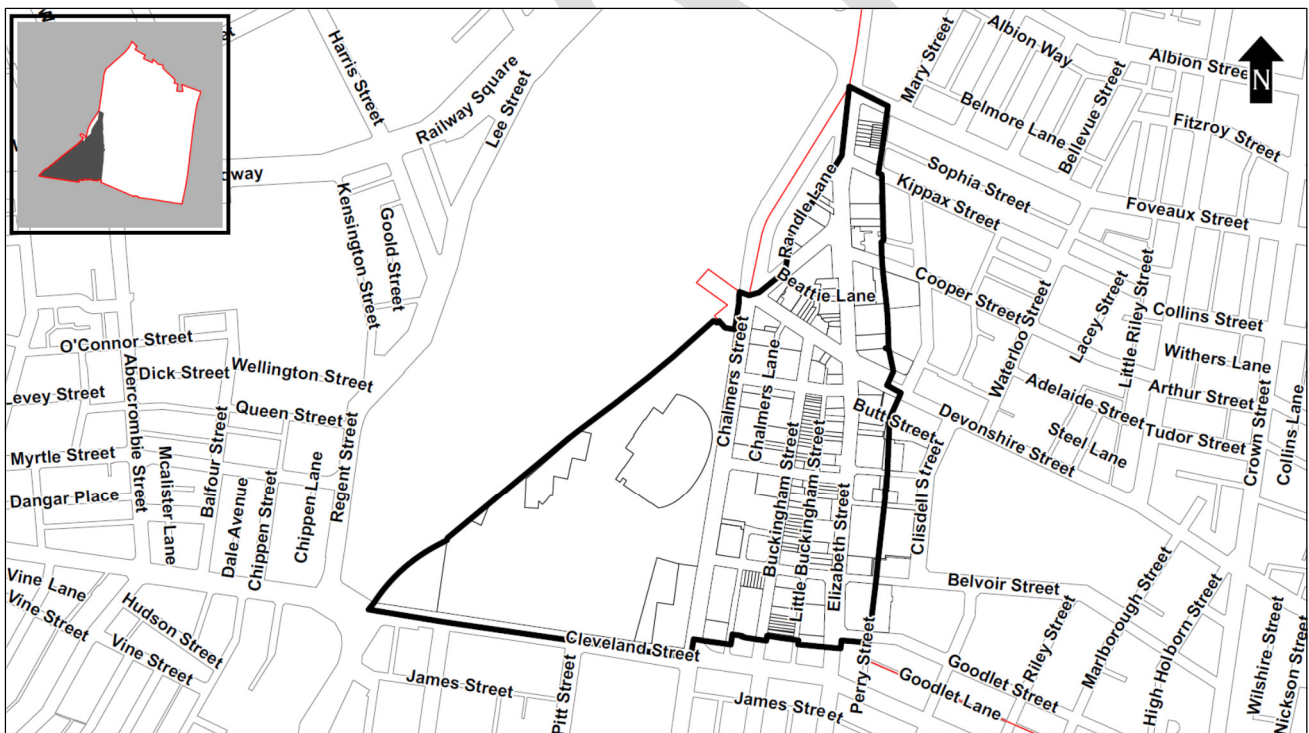 Harris Street
Railway Square
Lee Street
Mary Street
Albion Way
Albion Stree
N
Belmore Lane
Bellevue Street
Fitzroy Street
way
Kensington Street
Goold Street
Randle Lane
Sophia Street
Kippax Street
Foveaux Street
Beattie Lane
Cooper Street
Waterloo Street
Lacey Street
Little Riley Street
Collins Street
O'Connor Street
Dick Street
Wellington Street
Withers Lane
Levey Street
Abercrombie Street
Queen Street
Chalmers Street
Chalmers Lane
Adelaide Street
Arthur Street
Crown Street
Collins Lane
Butt Street
Devonshire Street
Steel Lane
Tudor Street
Myrtle Street
Mcalister Lane
Balfour Street
Regent Street
Dangar Place
Dale Avenue
Chippen Street
Chippen Lane
Buckingham Street
Little Buckingham Street
Elizabeth Street
Clisdell Street
Vine Lane
Vine Street
Hudson Street
Vine Street
Belvoir Street
Marlborough Street
Riley Street
High Holborn Street
Wilshire Street
Nickson Street
Cleveland Street
Perry Street
Goodlet Street
Goodlet Lane
James Street
Pitt Street
James Street